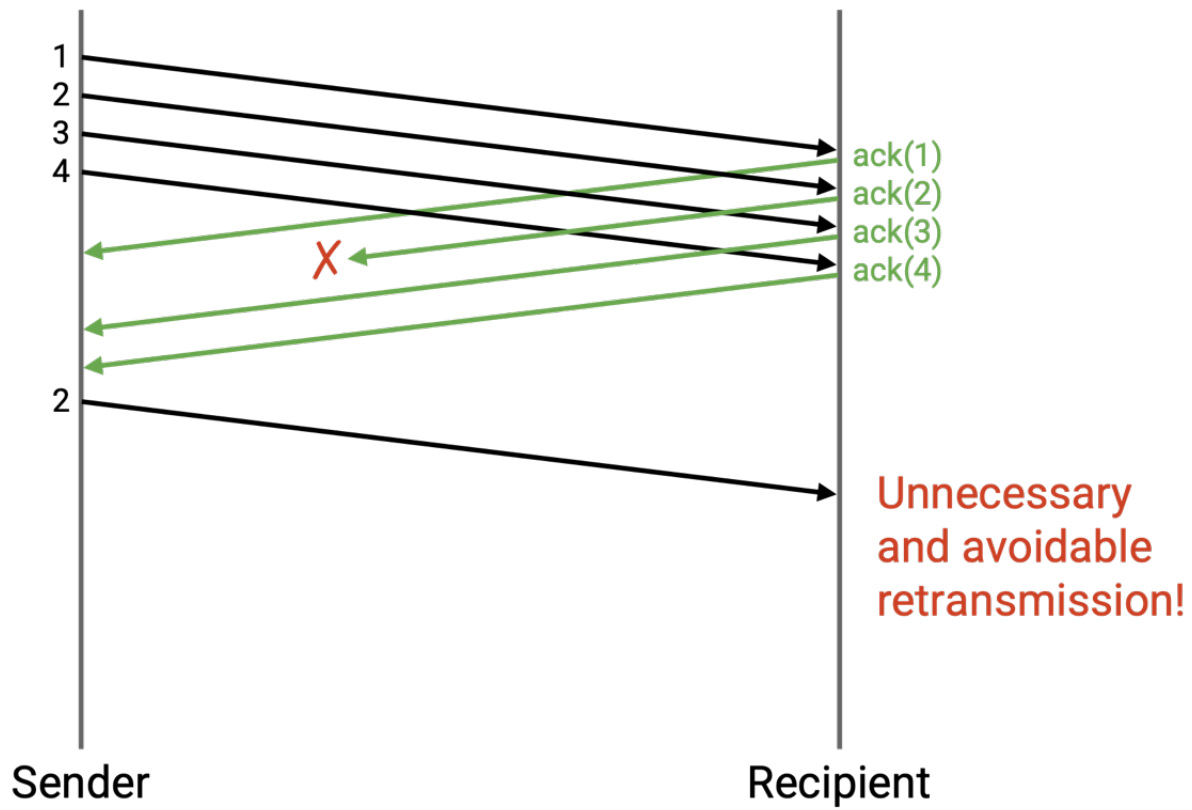 1
2
3
4
ack(1)
ack(2)
ack(3)
ack(4)
X
2
Unnecessary
and avoidable
retransmission!
Sender
Recipient